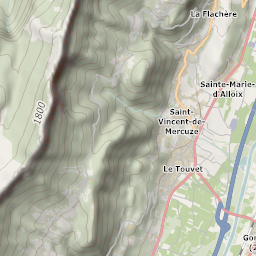 La Flachère
Sainte-Marie-
d'Alloix
1800
Saint-
Vincent-de-
Mercuze
Le Touvet